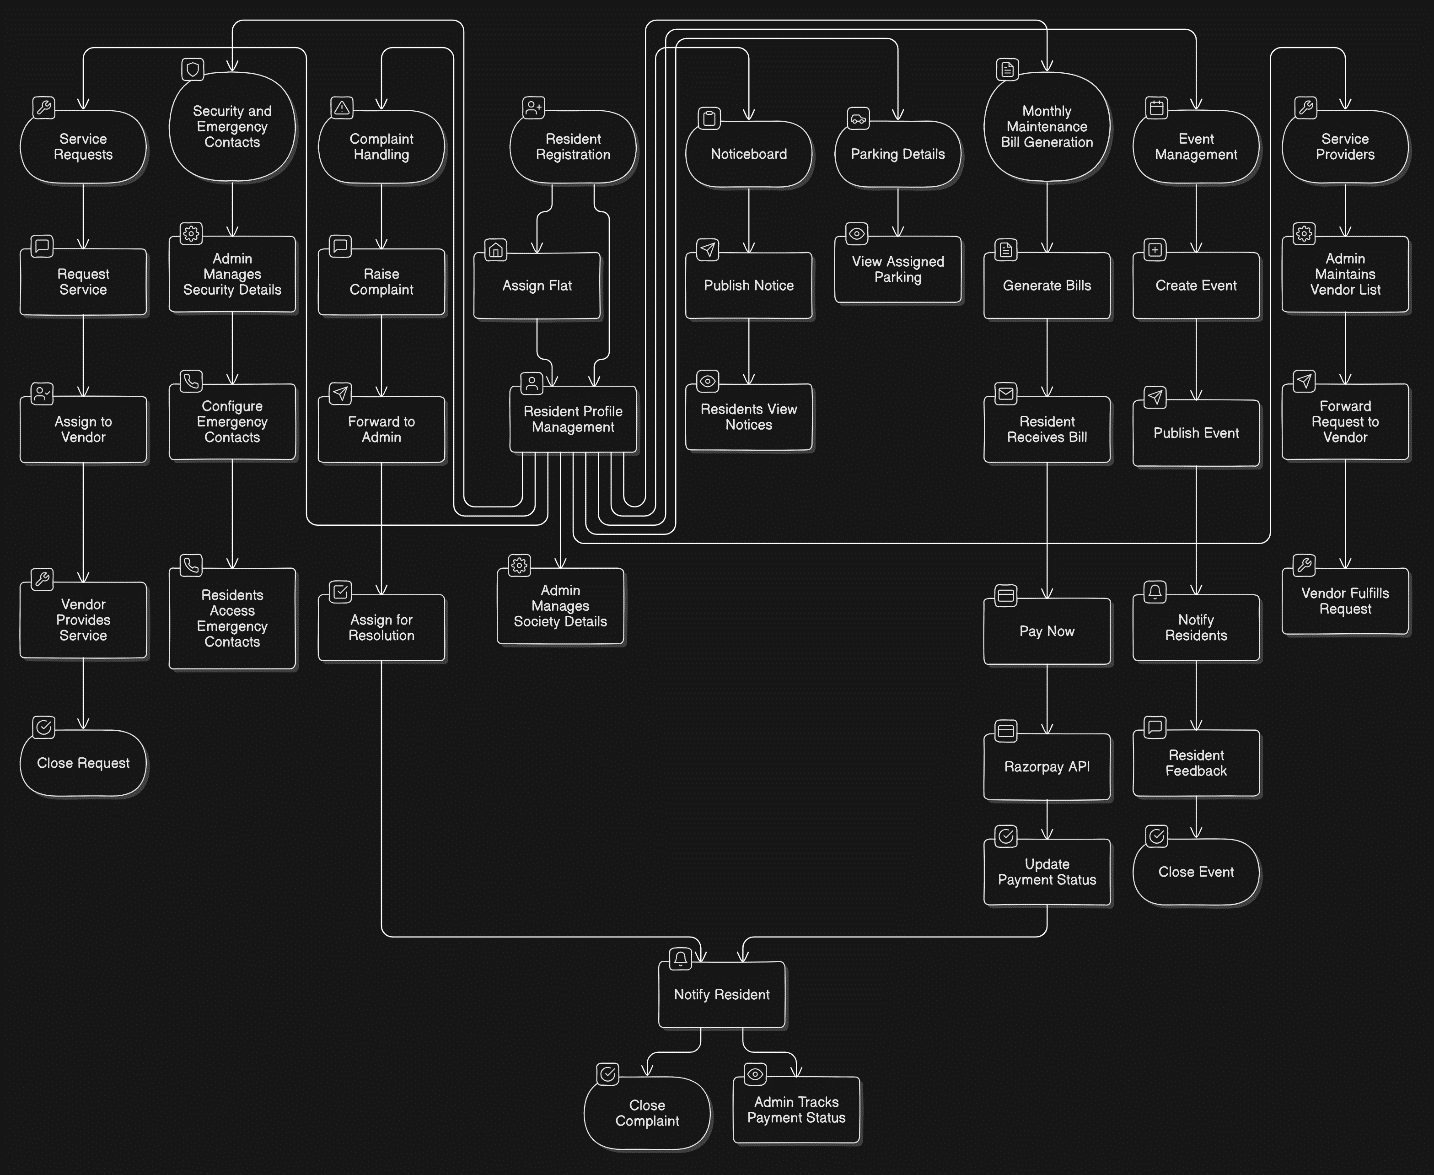 Service
Requests
Security and
Emergency
Contacts
Complaint
Handling
Resident
Registration
Noticeboard
Parking Details
Monthly
Maintenance
Bill Generation
Event
Management
Service
Providers
Request
Service
Admin
Manages
Security Details
Raise
Complaint
Assign Flat
Publish Notice
View Assigned
Parking
Generate Bills
Create Event
Admin
Maintains
Vendor List
Assign to
Vendor
Configure
Emergency
Contacts
Forward to
Admin
Resident Profile
Management
Residents View
Notices
Resident
Receives Bill
Publish Event
Forward
Request to
Vendor
Vendor
Provides
Service
Residents
Access
Emergency
Contacts
Assign for
Resolution
Admin
Manages
Society Details
Pay Now
Notify
Residents
Vendor Fulfills
Request
Close Request
Razorpay API
Resident
Feedback
Update
Payment Status
Close Event
Notify Resident
Close
Complaint
Admin Tracks
Payment Status